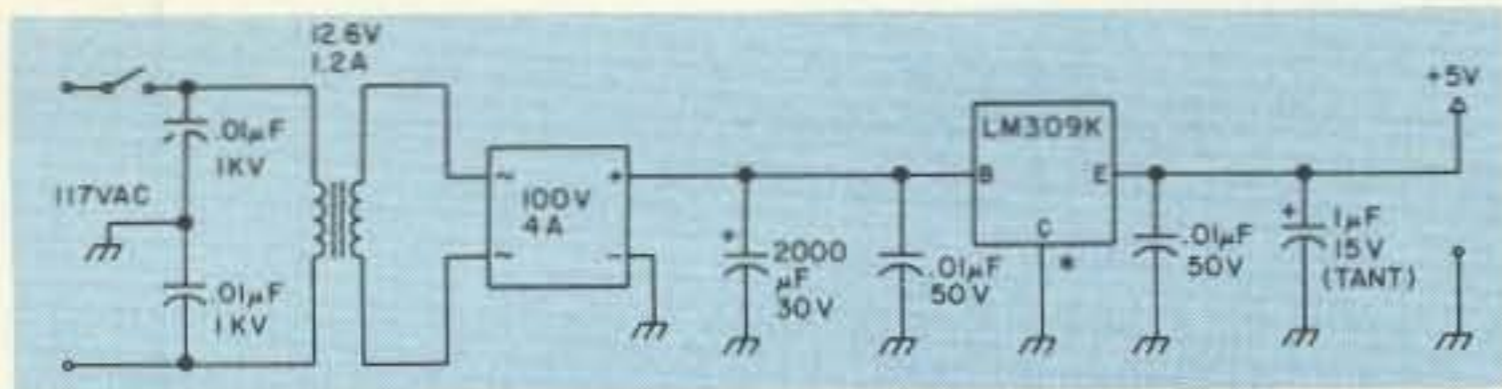 12.6V
1.2A
.01µF
1KV
117VAC
.01µF
1KV
~
~
+
-
100V
4A
+
2000
µF
30V
.01µF
50V
LM309K
B
E
C
*
.01µF
50V
+
1µF
15V
(TANT)
+5V